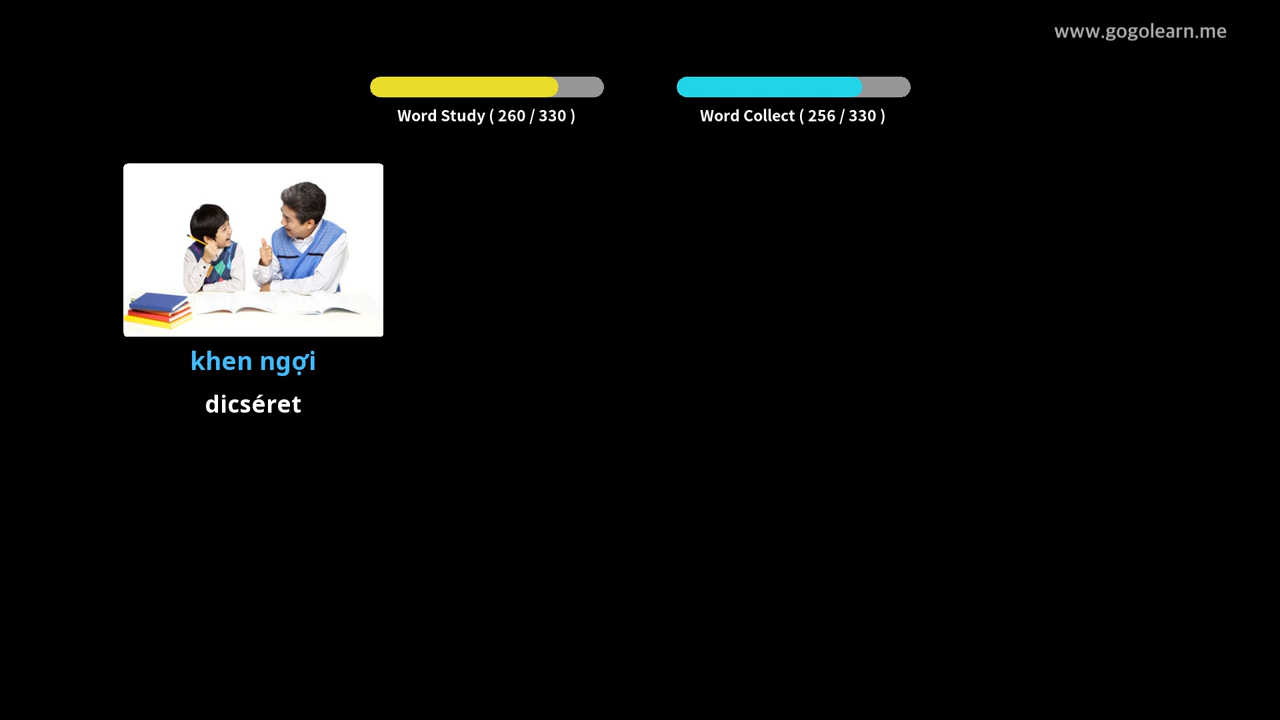 www.gogolearn.me
Word Study ( 260 / 330 )
Word Collect ( 256 / 330 )
khen ngợi
dicséret